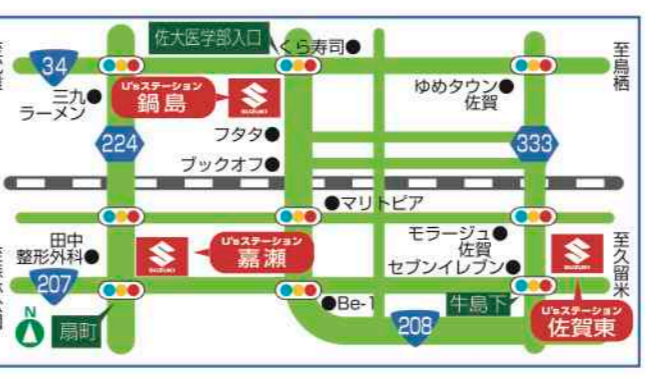 佐大医学部入口
くら寿司
34
至鳥栖
U'sステーション
鍋島
SUZUKI
ゆめタウン
佐賀
三九
ラーメン
フタタ
224
333
ブックオフ
マリトピア
田中
整形外科
SUZUKI
U'sステーション
嘉瀬
モラージュ
佐賀
セブンイレブン
SUZUKI
至久留米
207
Be-1
牛島下
U'sステーション
佐賀東
N
扇町
208